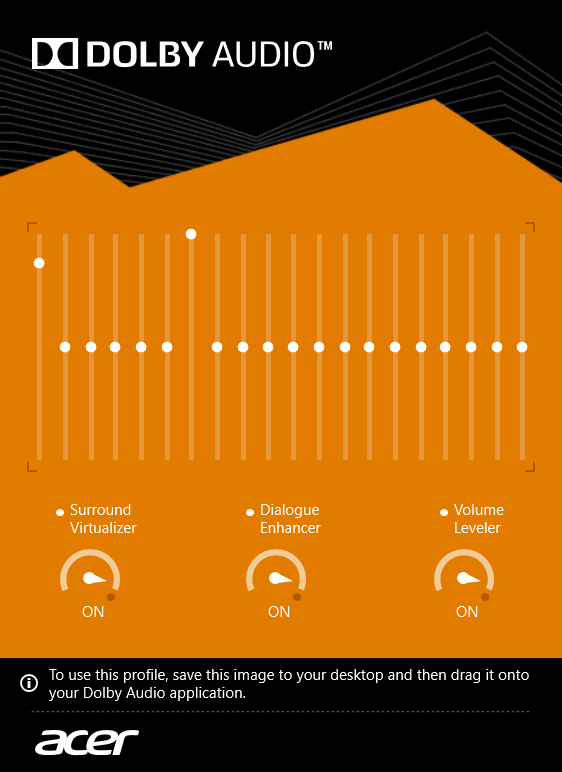 DOLBY AUDIO™
Surround
Virtualizer
Dialogue
Enhancer
Volume
Leveler
ON
ON
ON
To use this profile, save this image to your desktop and then drag it onto
your Dolby Audio application.
acer